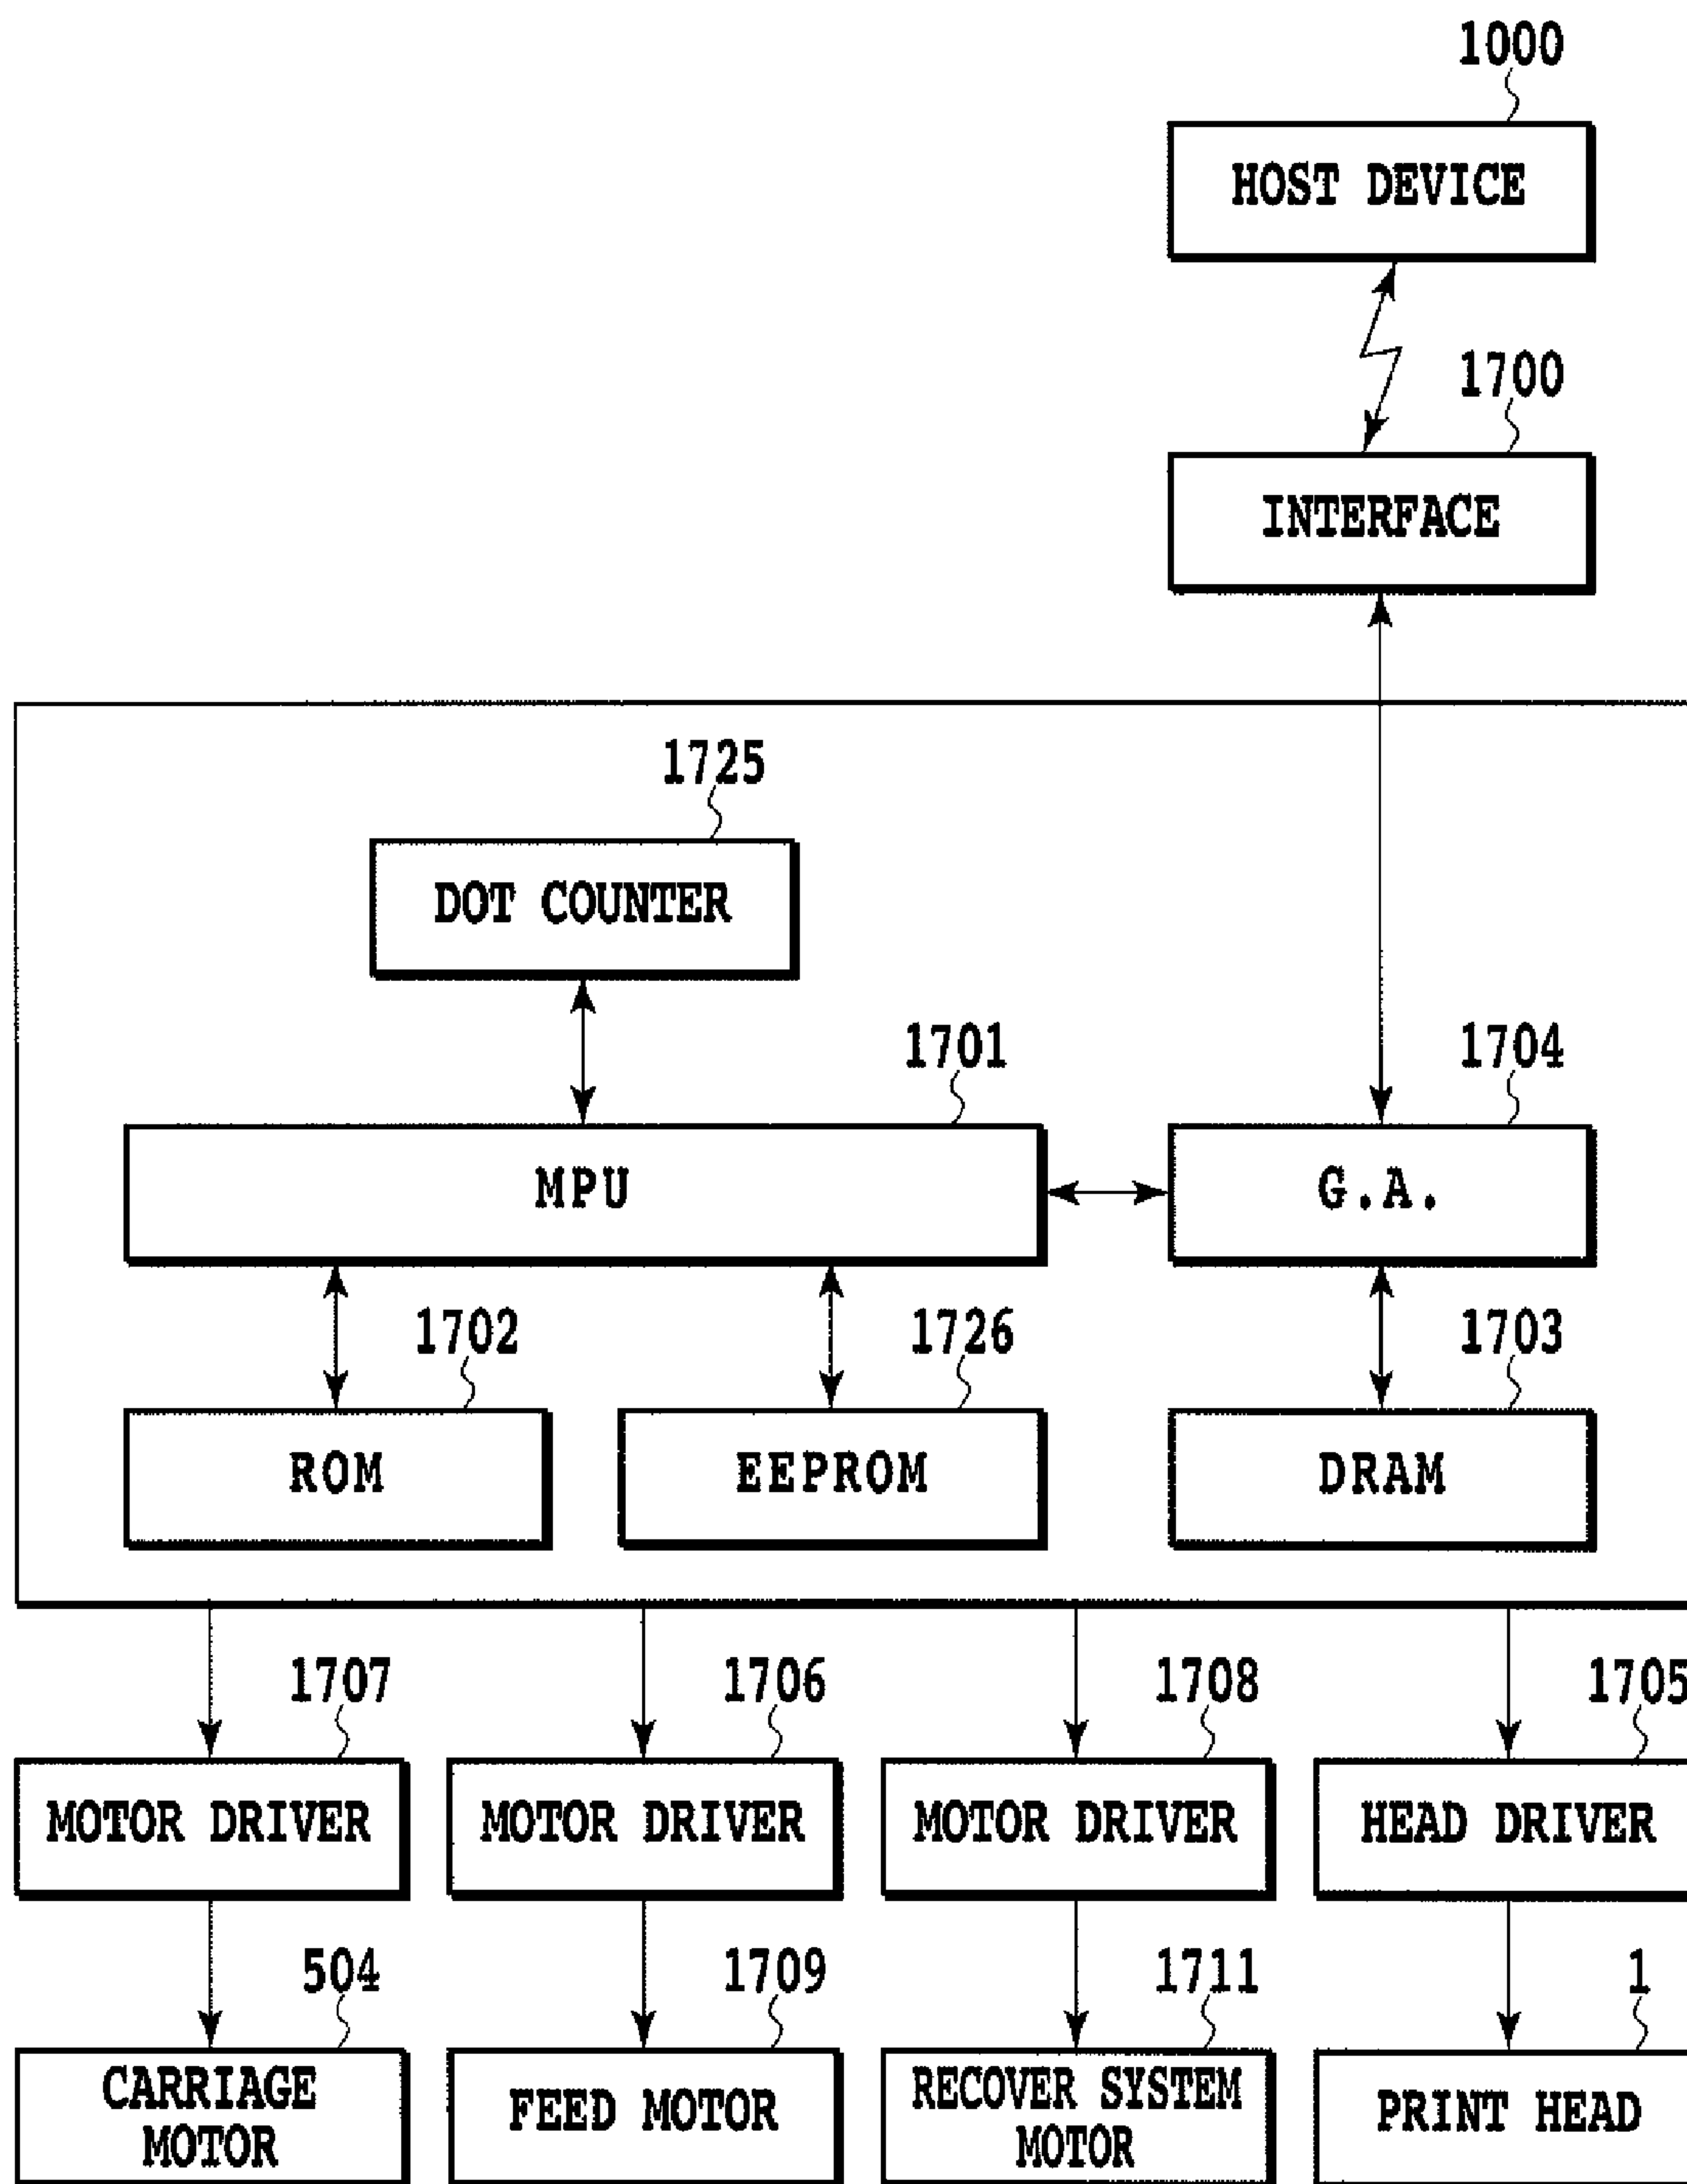 1000
HOST DEVICE
1700
INTERFACE
1725
DOT COUNTER
1701
1704
MPU
G.A.
1702
1726
1703
ROM
EEPROM
DRAM
1707
1706
1708
1705
MOTOR DRIVER
MOTOR DRIVER
MOTOR DRIVER
HEAD DRIVER
504
1709
1711
1
CARRIAGE
MOTOR
FEED MOTOR
RECOVER SYSTEM
MOTOR
PRINT HEAD